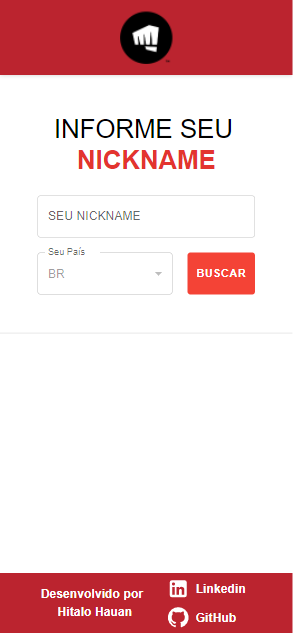 INFORME SEU
NICKNAME
SEU NICKNAME
Seu País
BR
BUSCAR
Desenvolvido por
Hitalo Hauan
Linkedin
GitHub